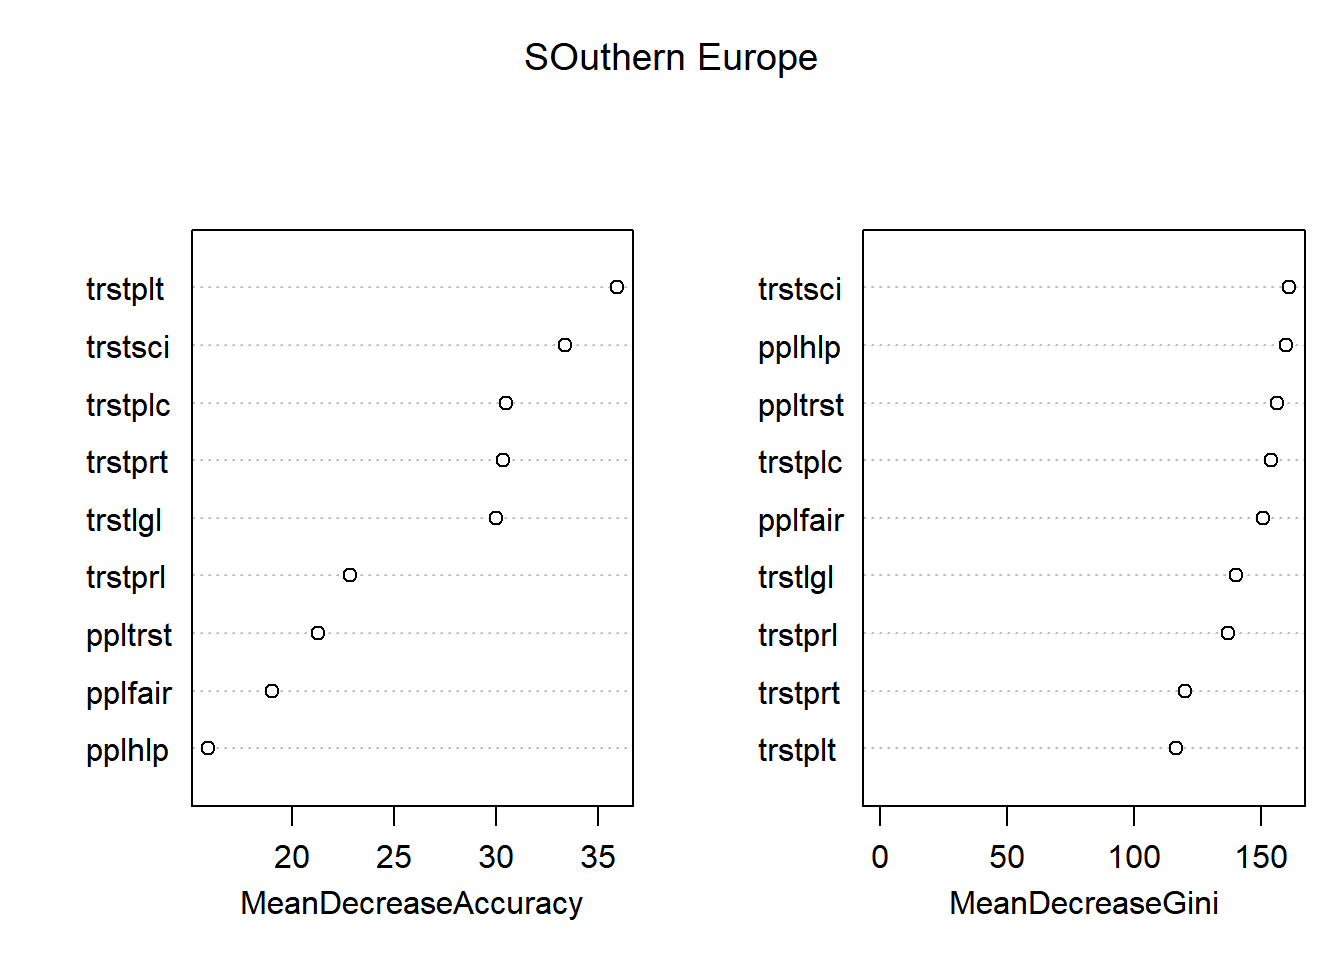 SOuthern Europe
trstplt
trstsci
trstplc
trstprt
trstlgl
trstprl
ppltrst
pplfair
pplhlp
20 25 30 35
MeanDecreaseAccuracy
trstsci
pplhlp
ppltrst
trstplc
pplfair
trstlgl
trstprl
trstprt
trstplt
0 50 100 150
MeanDecreaseGini